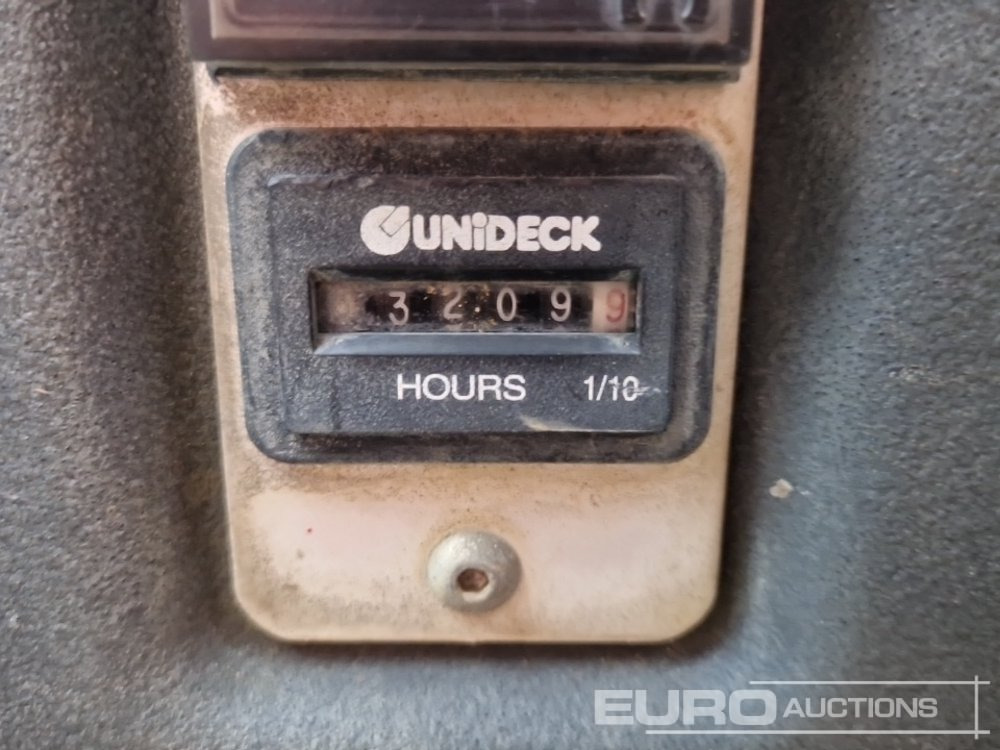 UNiDECK
3 2 0 9 9
HOURS 1/10
EURO AUCTIONS